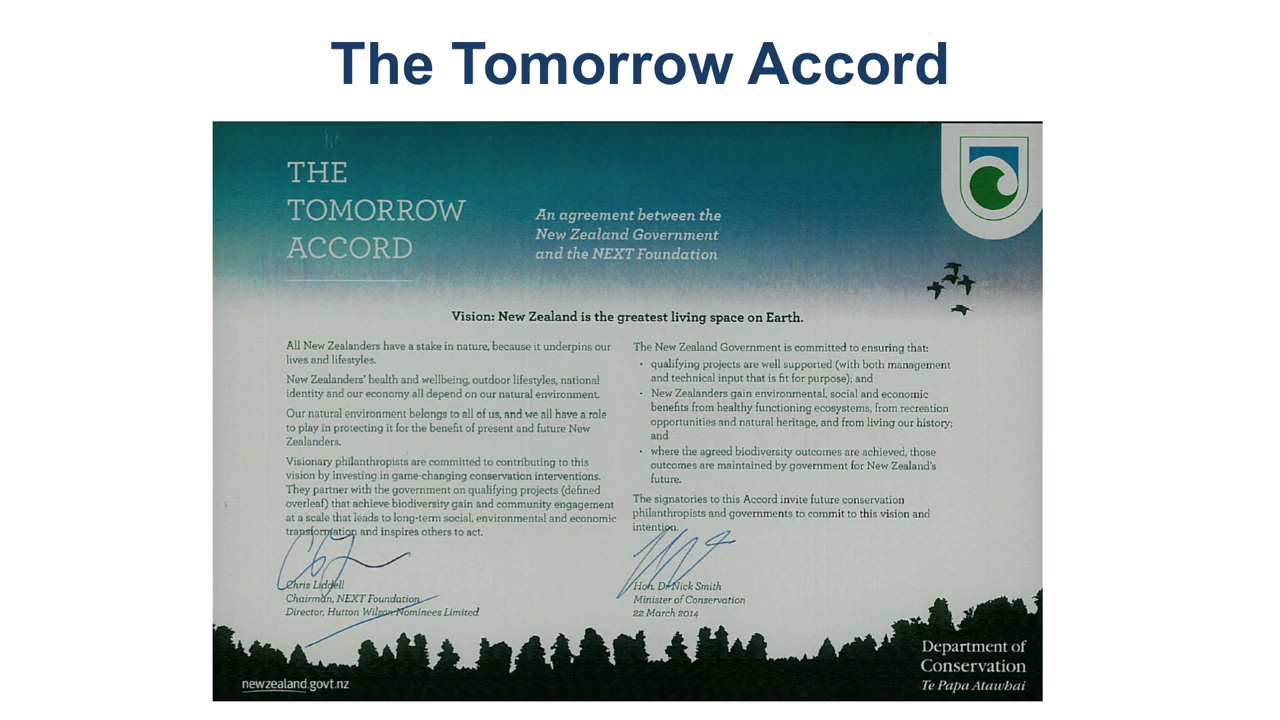 The Tomorrow Accord
THE
TOMORROW
ACCORD
An agreement between the
New Zealand Government
and the NEXT Foundation
Vision: New Zealand is the greatest living space on Earth.
All New Zealanders have a stake in nature, because it underpins our
lives and lifestyles.
New Zealanders' health and wellbeing, outdoor lifestyles, national
identity and our economy all depend on our natural environment.
Our natural environment belongs to all of us, and we all have a role
to play in protecting it for the benefit of present and future New
Zealanders.
Visionary philanthropists are committed to contributing to this
vision by investing in game-changing conservation interventions.
They partner with the government on qualifying projects (defined
overleaf) that achieve biodiversity gain and community engagement
at a scale that leads to long-term social, environmental and economic
transformation and inspires others to act.
Chris Liddell
Chairman, NEXT Foundation
Director, Hutton Wilson Nominees Limited
The New Zealand Government is committed to ensuring that:
· qualifying projects are well supported (with both management
and technical input that is fit for purpose); and
· New Zealanders gain environmental, social and economic
benefits from healthy functioning ecosystems, from recreation
opportunities and natural heritage, and from living our history;
and
· where the agreed biodiversity outcomes are achieved, those
outcomes are maintained by government for New Zealand's
future.
The signatories to this Accord invite future conservation
philanthropists and governments to commit to this vision and
intention.
Hon. Dr Nick Smith
Minister of Conservation
22 March 2014
newzealand.govt.nz
Department of
Conservation
Te Papa Atawhai